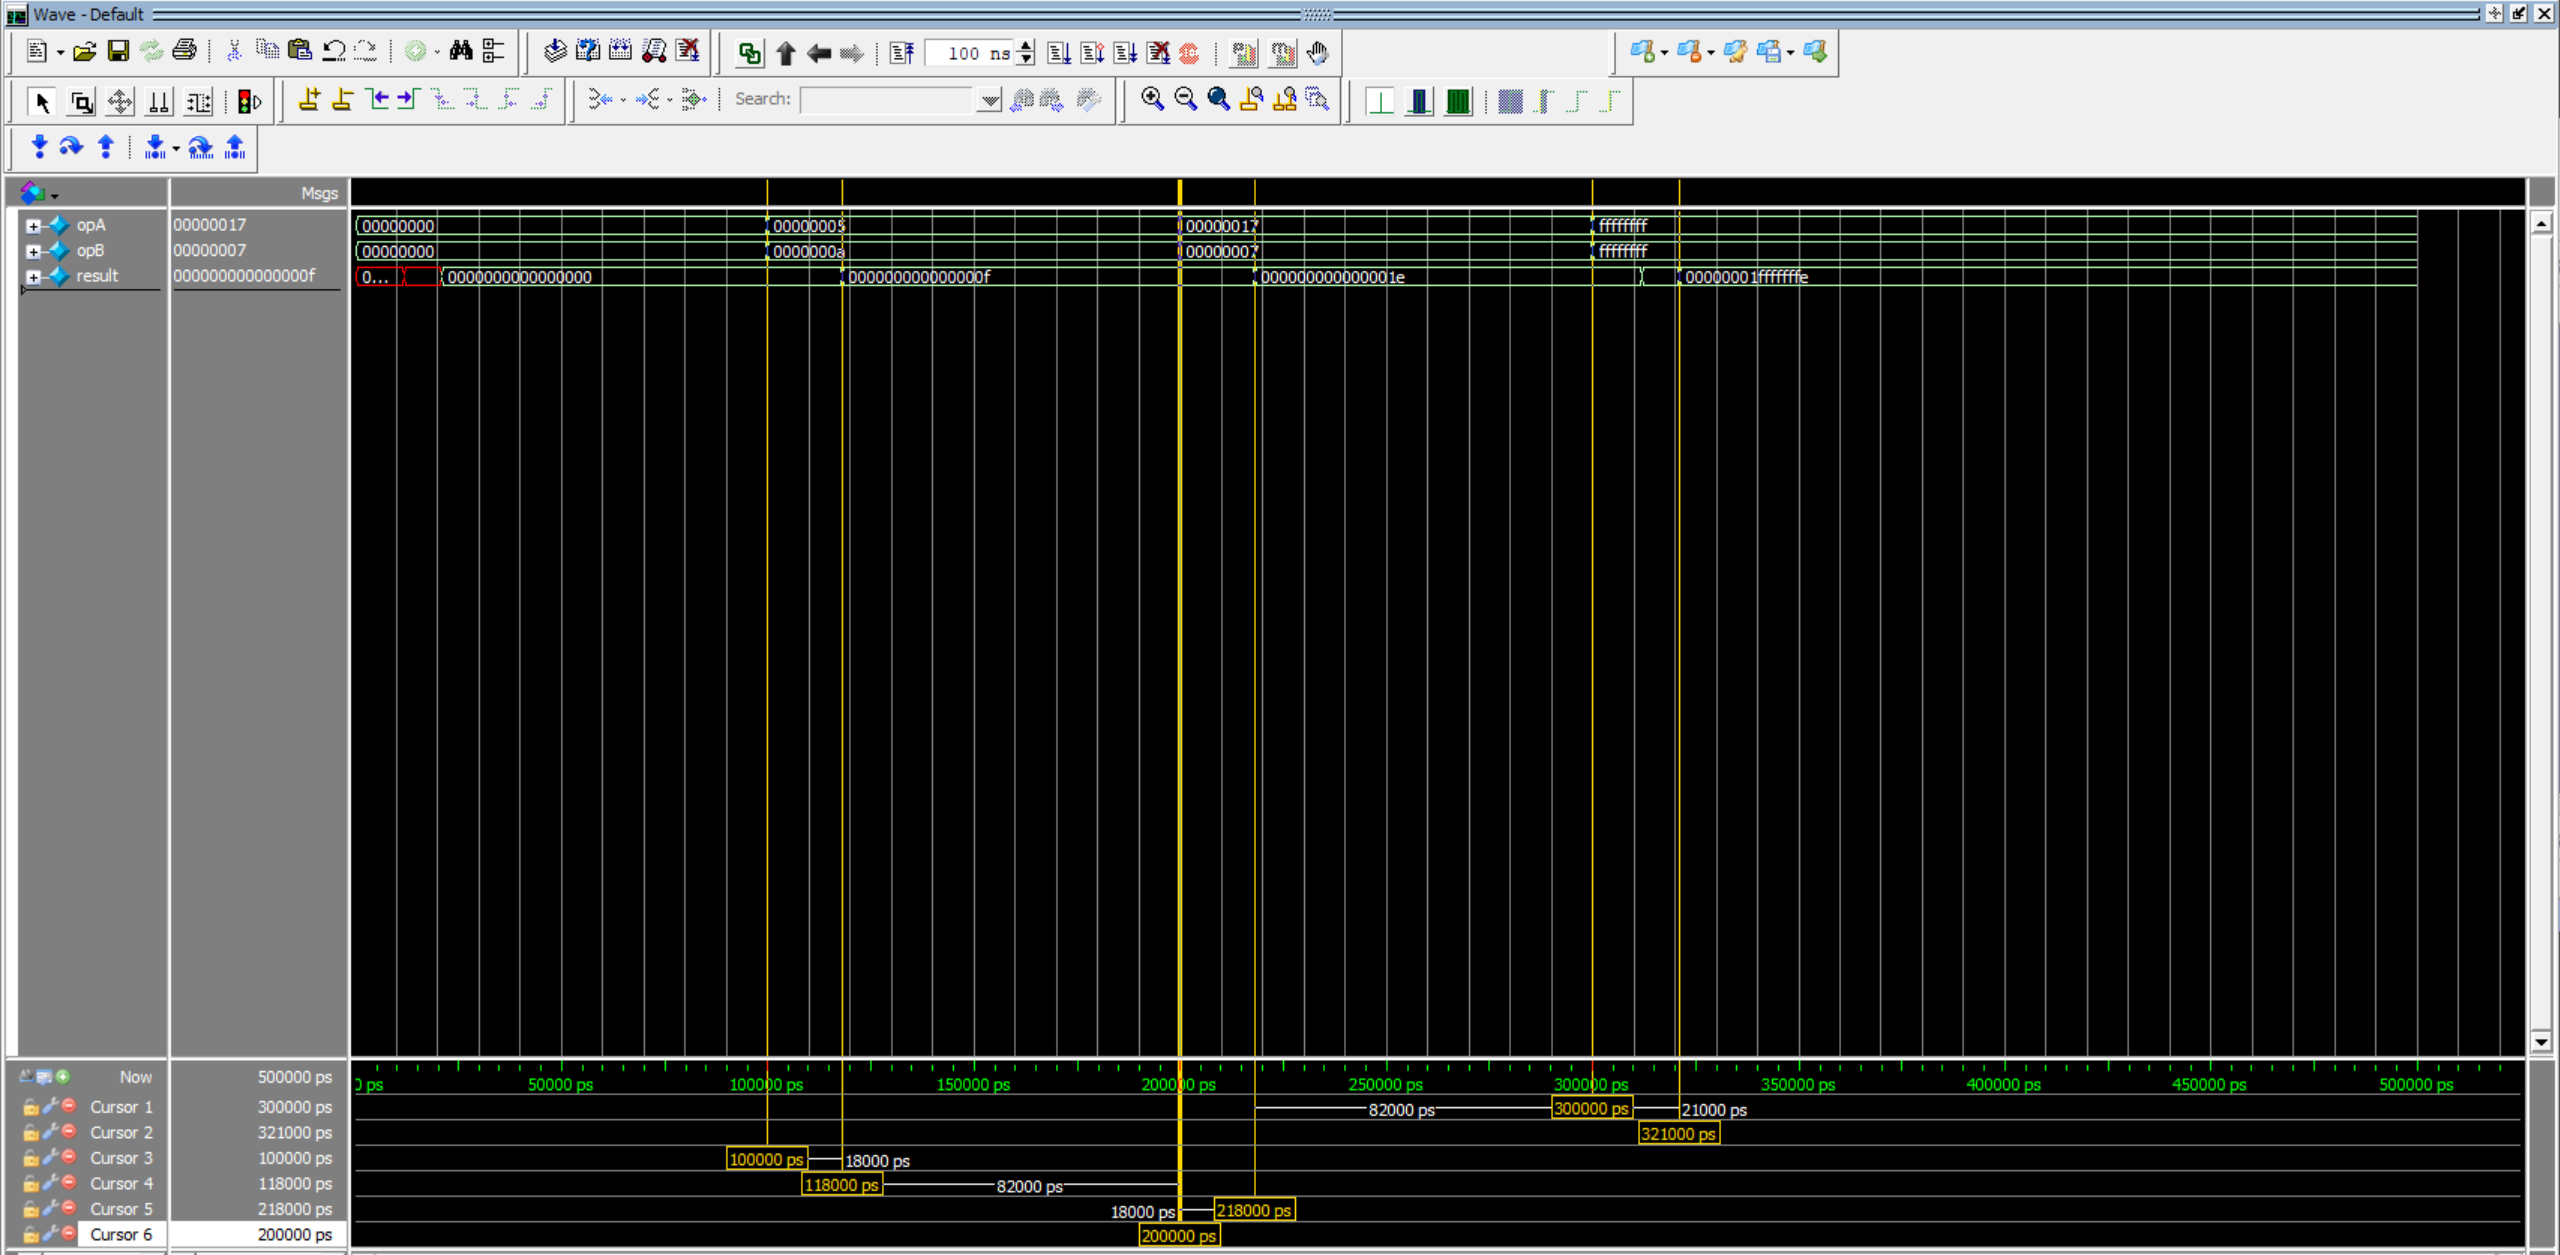 Wave - Default
100 ns
Search:
Msgs
opA 00000017 00000000 00000005 00000017 ffffffff
opB 00000007 00000000 0000000a 00000007 ffffffff
result 000000000000000f 0... 0000000000000000 000000000000000f 000000000000001e 00000001fffffffe
Now 500000 ps 0 ps 50000 ps 100000 ps 150000 ps 200000 ps 250000 ps 300000 ps 350000 ps 400000 ps 450000 ps 500000 ps
Cursor 1 300000 ps 82000 ps 300000 ps 21000 ps
Cursor 2 321000 ps 321000 ps
Cursor 3 100000 ps 100000 ps 18000 ps
Cursor 4 118000 ps 118000 ps 82000 ps
Cursor 5 218000 ps 18000 ps 218000 ps
Cursor 6 200000 ps 200000 ps